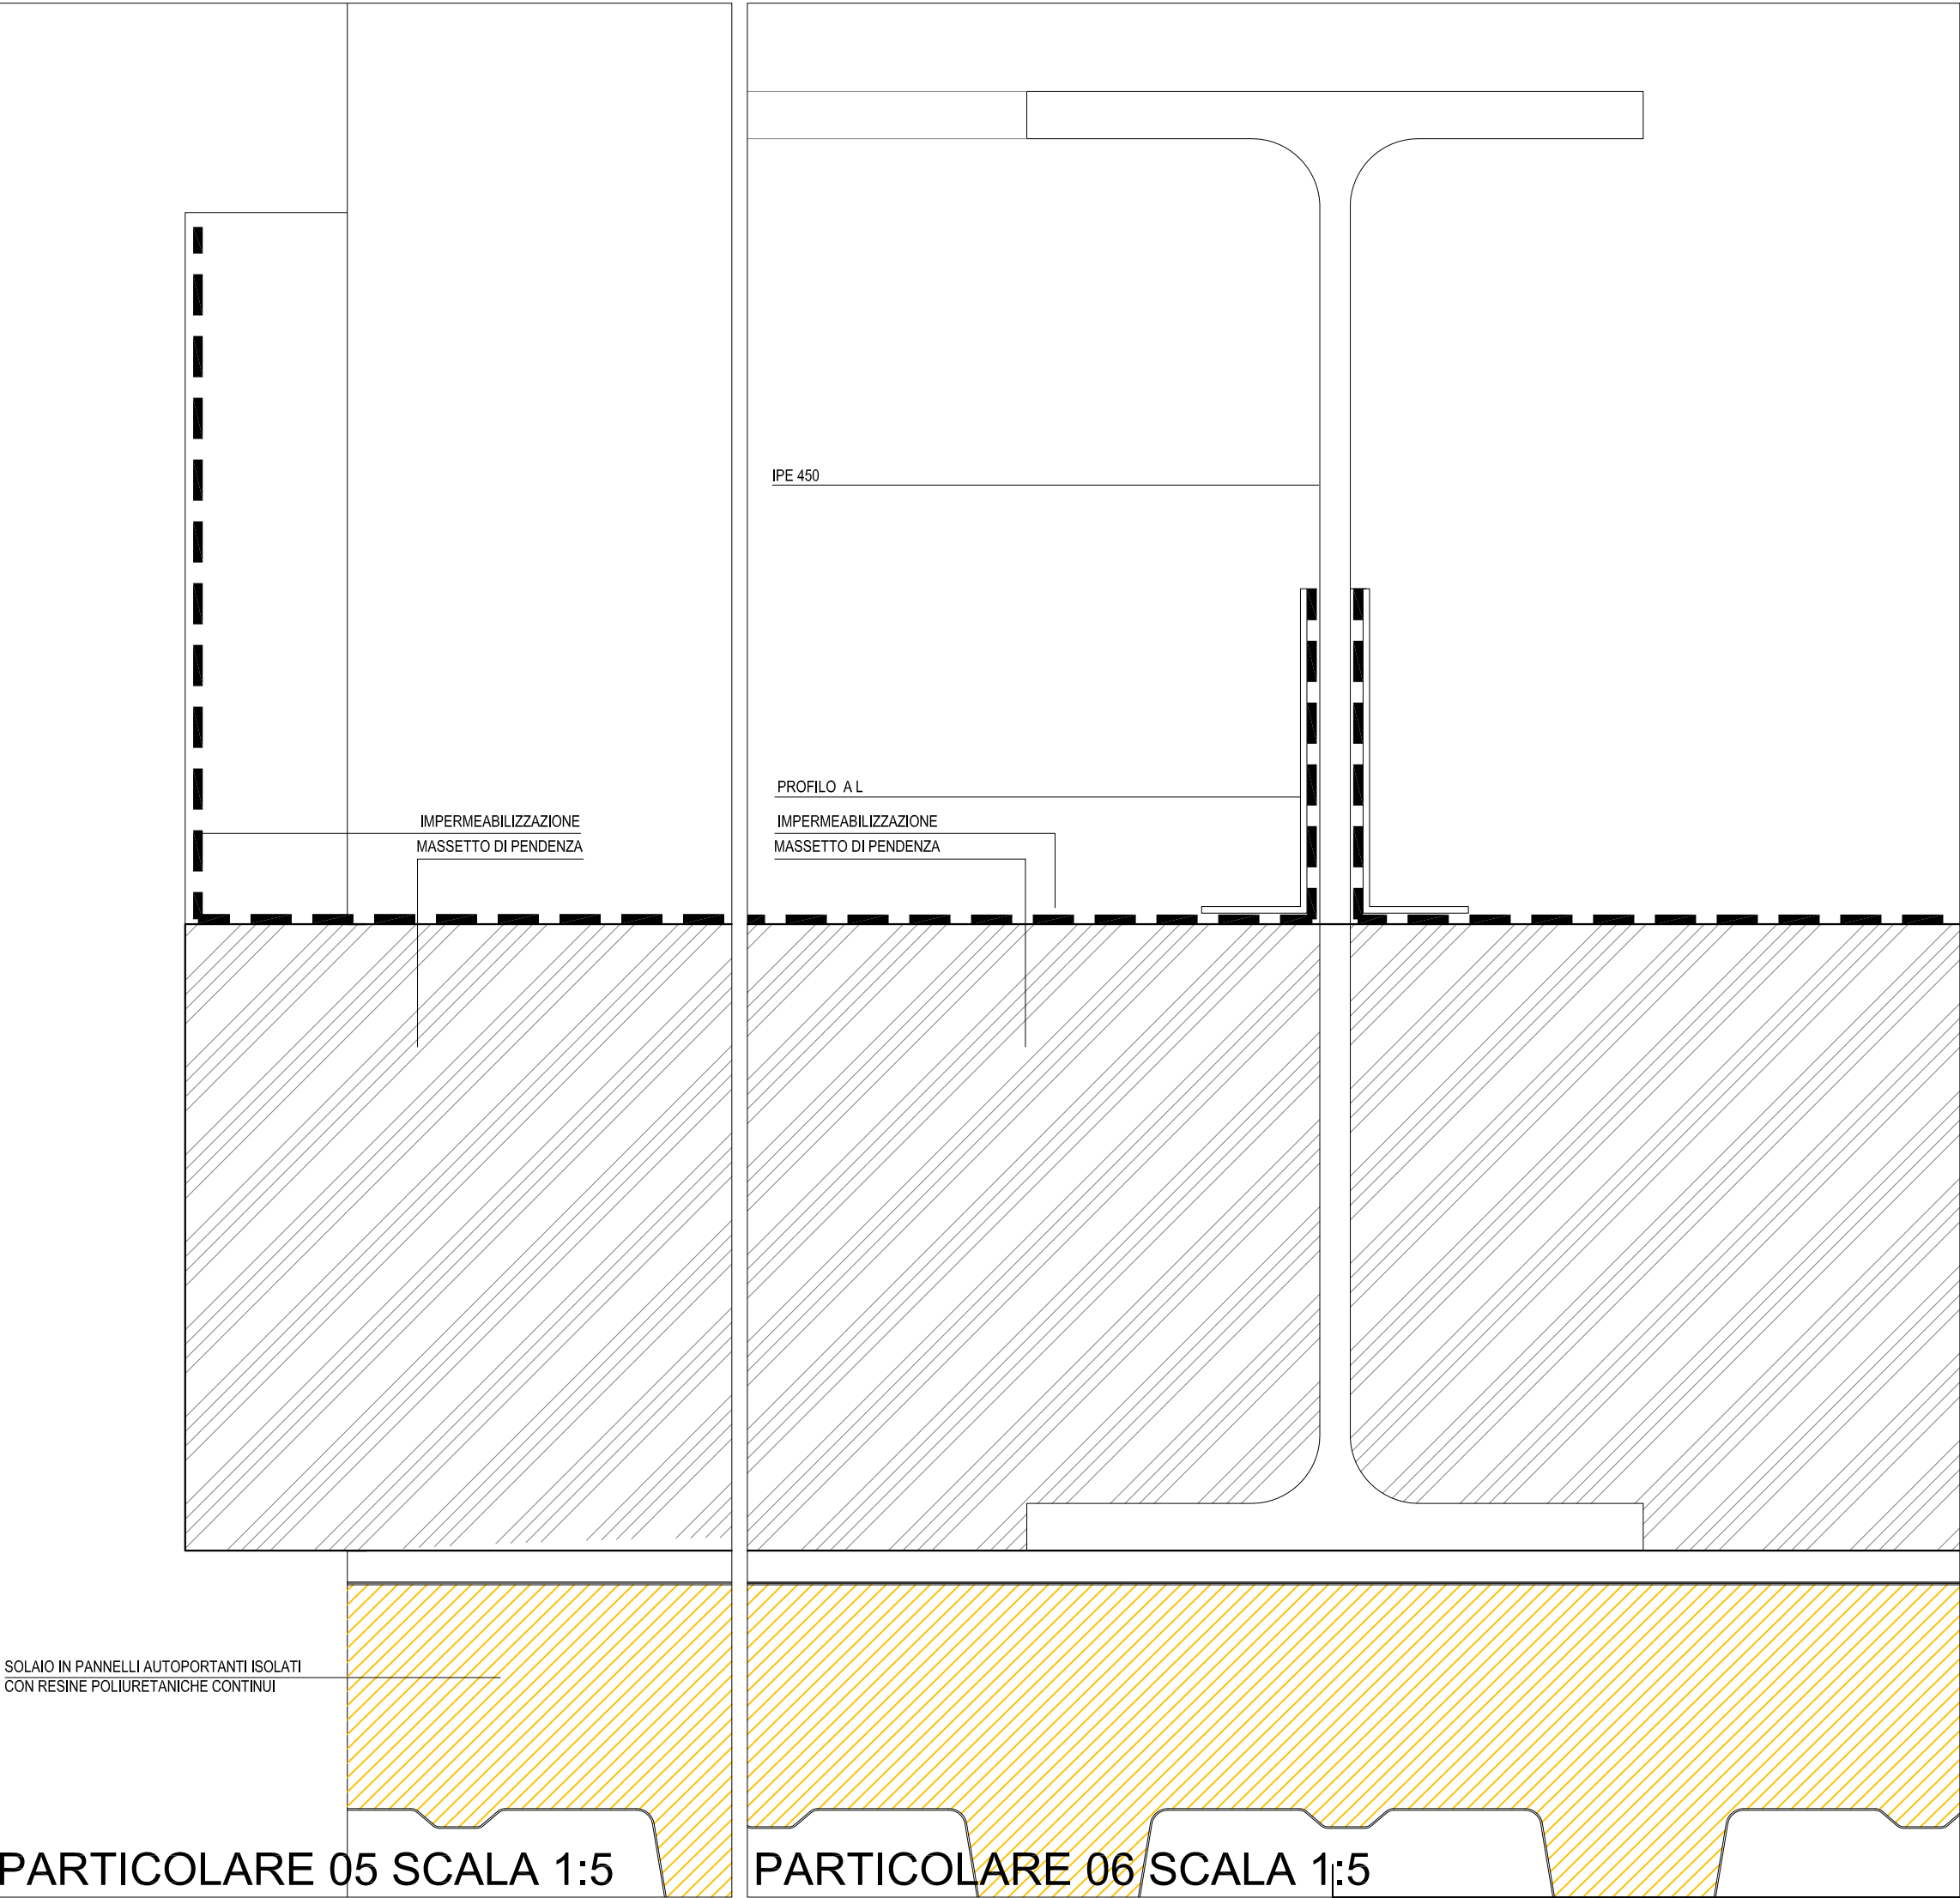 IPE 450
PROFILO A L
IMPERMEABILIZZAZIONE
MASSETTO DI PENDENZA
IMPERMEABILIZZAZIONE
MASSETTO DI PENDENZA
SOLAIO IN PANNELLI AUTOPORTANTI ISOLATI
CON RESINE POLIURETANICHE CONTINUI
PARTICOLARE 05 SCALA 1:5
PARTICOLARE 06 SCALA 1:5